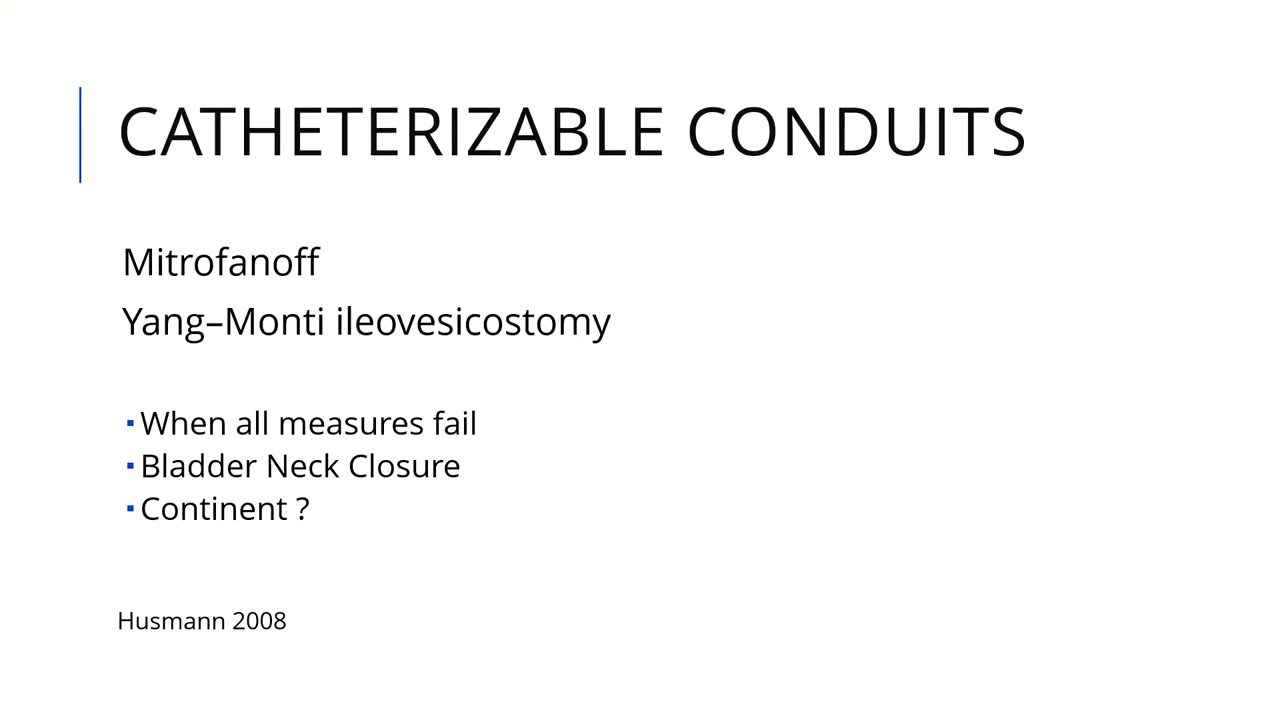 CATHETERIZABLE CONDUITS
Mitrofanoff
Yang–Monti ileovesicostomy
▪ When all measures fail
▪ Bladder Neck Closure
▪ Continent ?
Husmann 2008